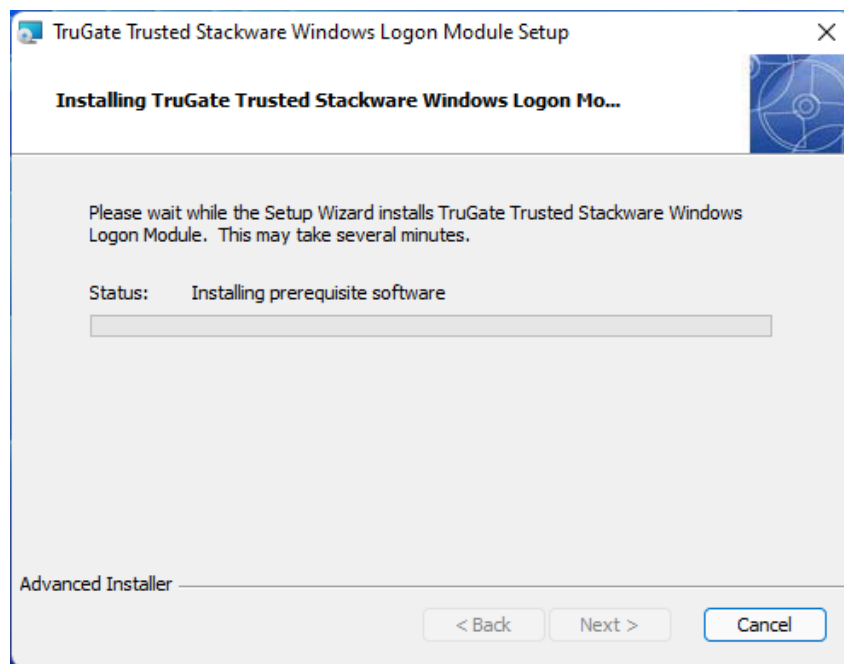 TruGate Trusted Stackware Windows Logon Module Setup
Installing TruGate Trusted Stackware Windows Logon Mo...
Please wait while the Setup Wizard installs TruGate Trusted Stackware Windows
Logon Module.  This may take several minutes.
Status: Installing prerequisite software
Advanced Installer
< Back Next > Cancel